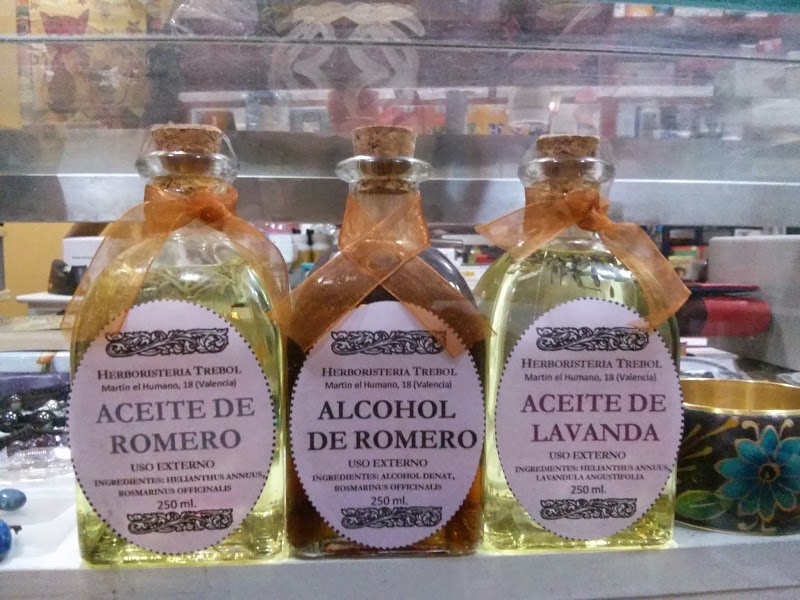 HERBORISTERIA TREBOL
Martin el Humano, 18 (Valencia)
ACEITE DE
ROMERO
USO EXTERNO
INGREDIENTES: HELIANTHUS ANNUUS,
ROSMARINUS OFFICINALIS
250 ml.
HERBORISTERIA TREBOL
Martin el Humano, 18 (Valencia)
ALCOHOL
DE ROMERO
USO EXTERNO
INGREDIENTES: ALCOHOL DENAT,
ROSMARINUS OFFICINALIS
250 ml.
HERBORISTERIA TREBOL
Martin el Humano, 18 (Valencia)
ACEITE DE
LAVANDA
USO EXTERNO
INGREDIENTES: HELIANTHUS ANNUUS,
LAVANDULA ANGUSTIFOLIA
250 ml.